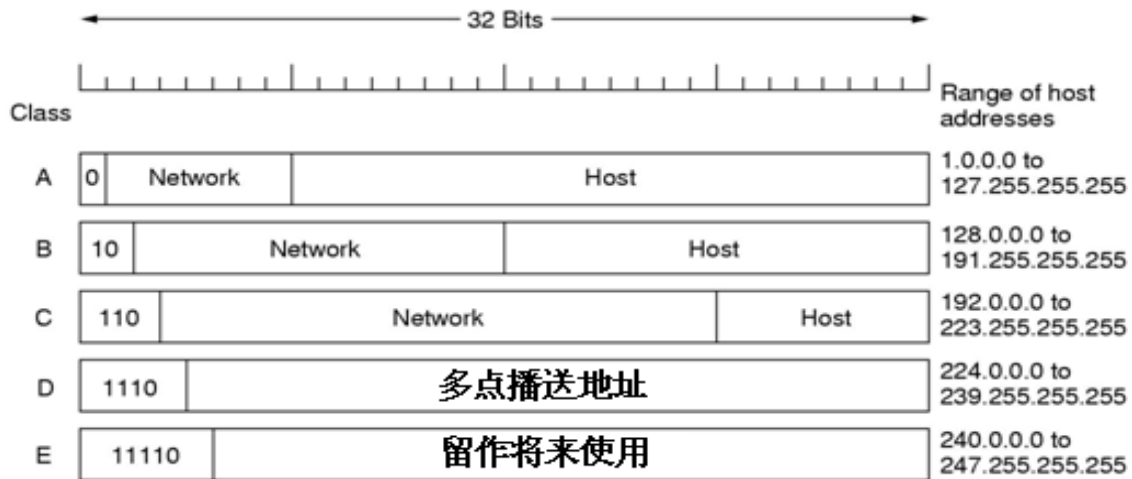 32 Bits
Class
Range of host
addresses
A
0
Network
Host
1.0.0.0 to
127.255.255.255
B
10
Network
Host
128.0.0.0 to
191.255.255.255
C
110
Network
Host
192.0.0.0 to
223.255.255.255
D
1110
多点播送地址
224.0.0.0 to
239.255.255.255
E
11110
留作将来使用
240.0.0.0 to
247.255.255.255